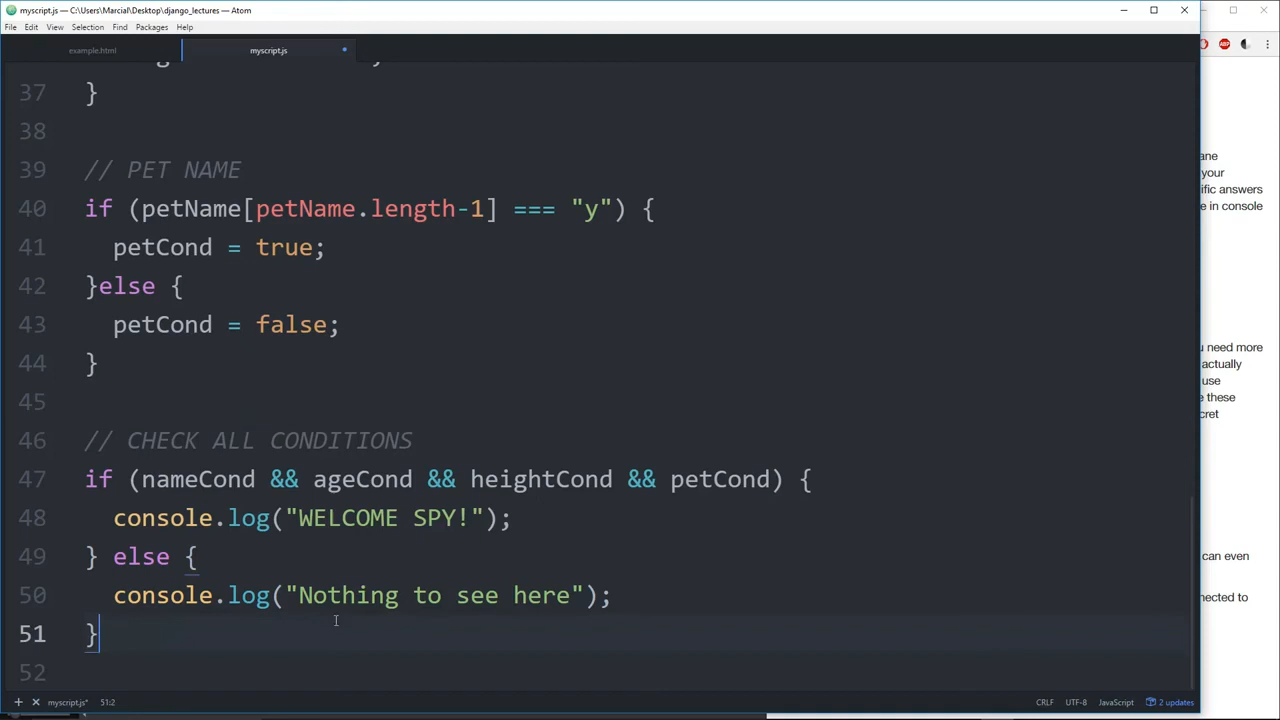 myscript.js — C:\Users\Marcial\Desktop\django_lectures — Atom
File Edit View Selection Find Packages Help
example.html myscript.js
37 }
38
39 // PET NAME
40 if (petName[petName.length-1] === "y") {
41 petCond = true;
42 }else {
43 petCond = false;
44 }
45
46 // CHECK ALL CONDITIONS
47 if (nameCond && ageCond && heightCond && petCond) {
48 console.log("WELCOME SPY!");
49 } else {
50 console.log("Nothing to see here");
51 }
52
myscript.js* 51:2 CRLF UTF-8 JavaScript 2 updates
ABP
ane
your
ific answers
e in console
u need more
actually
use
e these
cret
can even
nected to